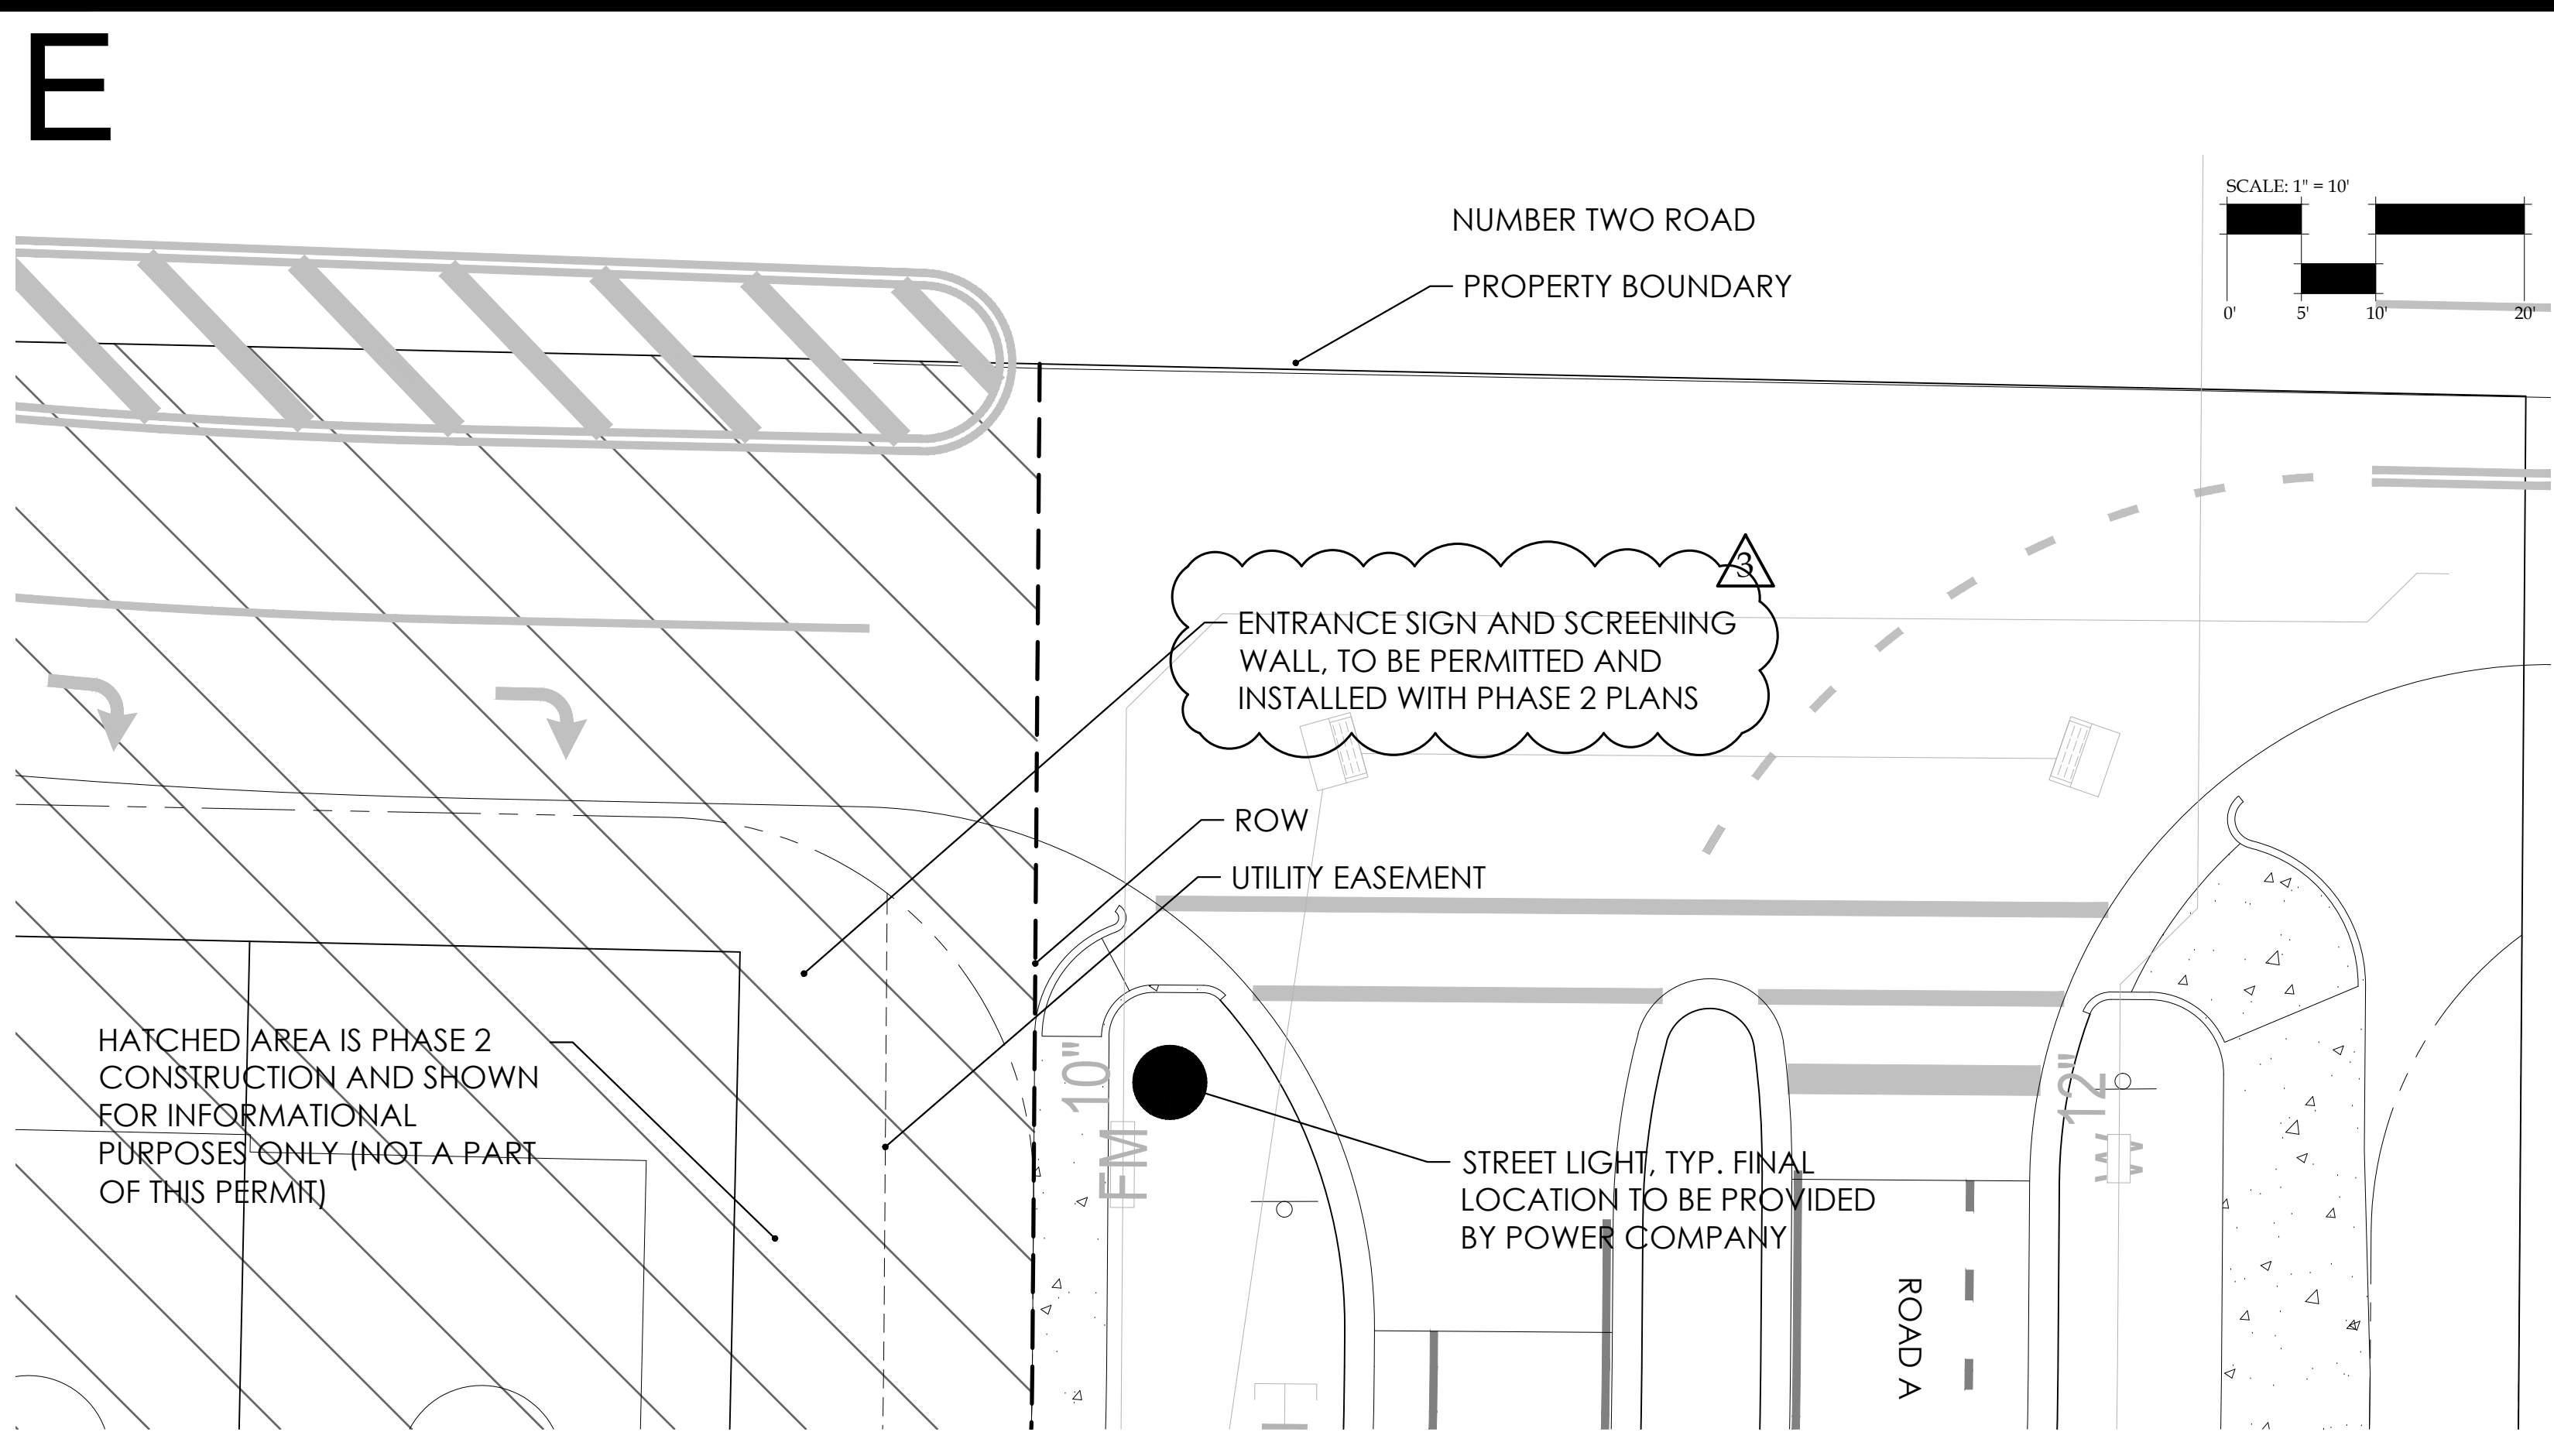 E
SCALE: 1" = 10'
0' 5' 10' 20'
NUMBER TWO ROAD
PROPERTY BOUNDARY
3
ENTRANCE SIGN AND SCREENING
WALL, TO BE PERMITTED AND
INSTALLED WITH PHASE 2 PLANS
ROW
UTILITY EASEMENT
HATCHED AREA IS PHASE 2
CONSTRUCTION AND SHOWN
FOR INFORMATIONAL
PURPOSES ONLY (NOT A PART
OF THIS PERMIT)
10"
FM
12"
W
STREET LIGHT, TYP. FINAL
LOCATION TO BE PROVIDED
BY POWER COMPANY
ROAD A